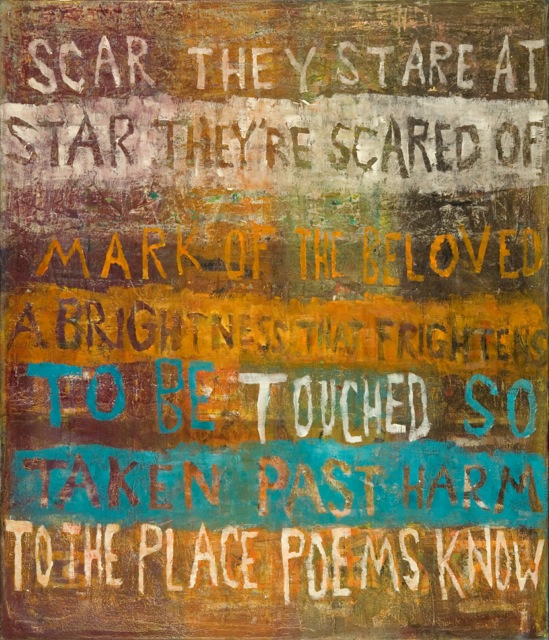 SCAR THEY STARE AT
STAR THEY'RE SCARED OF
MARK OF THE BELOVED
A BRIGHTNESS THAT FRIGHTENS
TO BE TOUCHED SO
TAKEN PAST HARM
TO THE PLACE POEMS KNOW